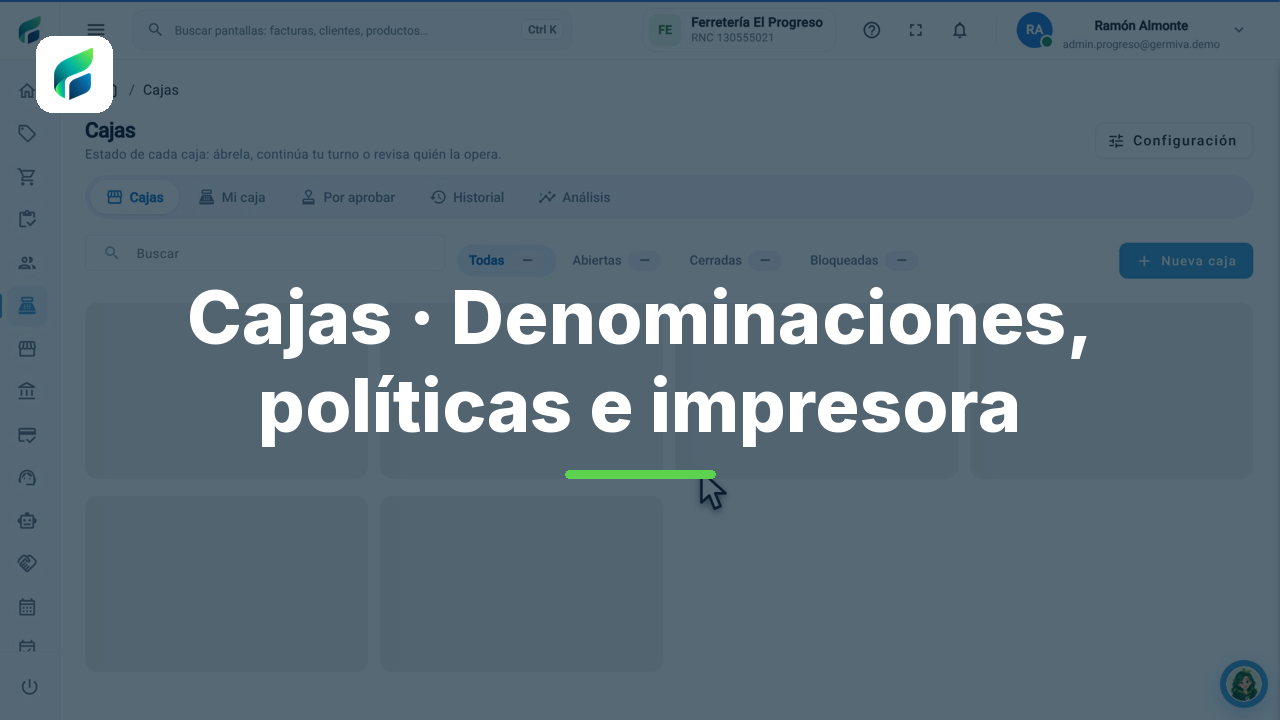 Buscar pantallas: facturas, clientes, productos...
Ctrl K
FE
Ferretería El Progreso
RNC 130555021
RA
Ramón Almonte
admin.progreso@germiva.demo
/ Cajas
Cajas
Estado de cada caja: ábrela, continúa tu turno o revisa quién la opera.
Configuración
Cajas
Mi caja
Por aprobar
Historial
Análisis
Buscar
Todas —
Abiertas —
Cerradas —
Bloqueadas —
+ Nueva caja
Cajas · Denominaciones,
políticas e impresora